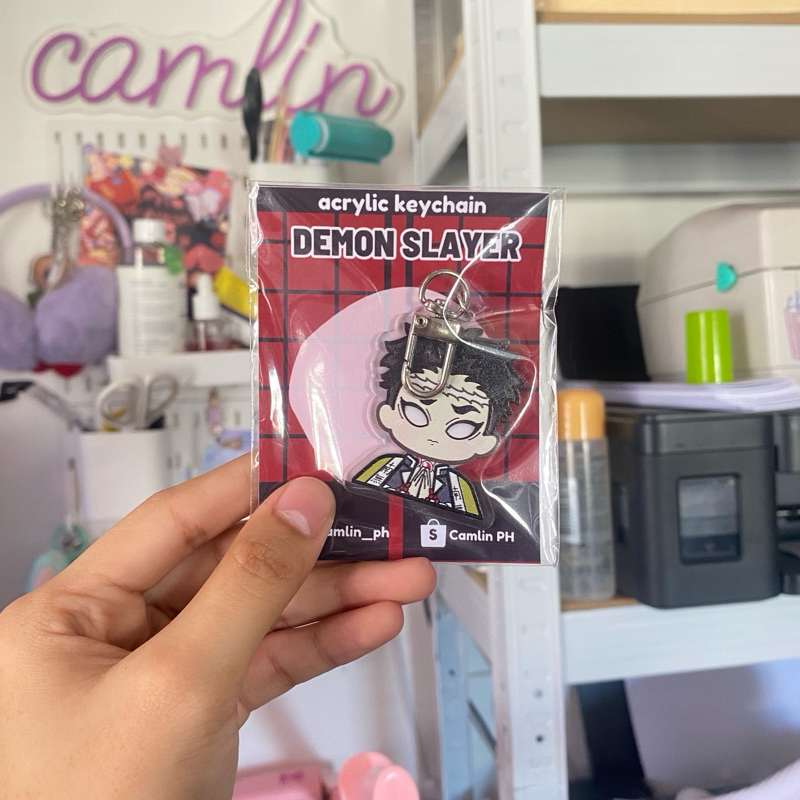 camlin
acrylic keychain
DEMON SLAYER
amlin_ph
S Camlin PH